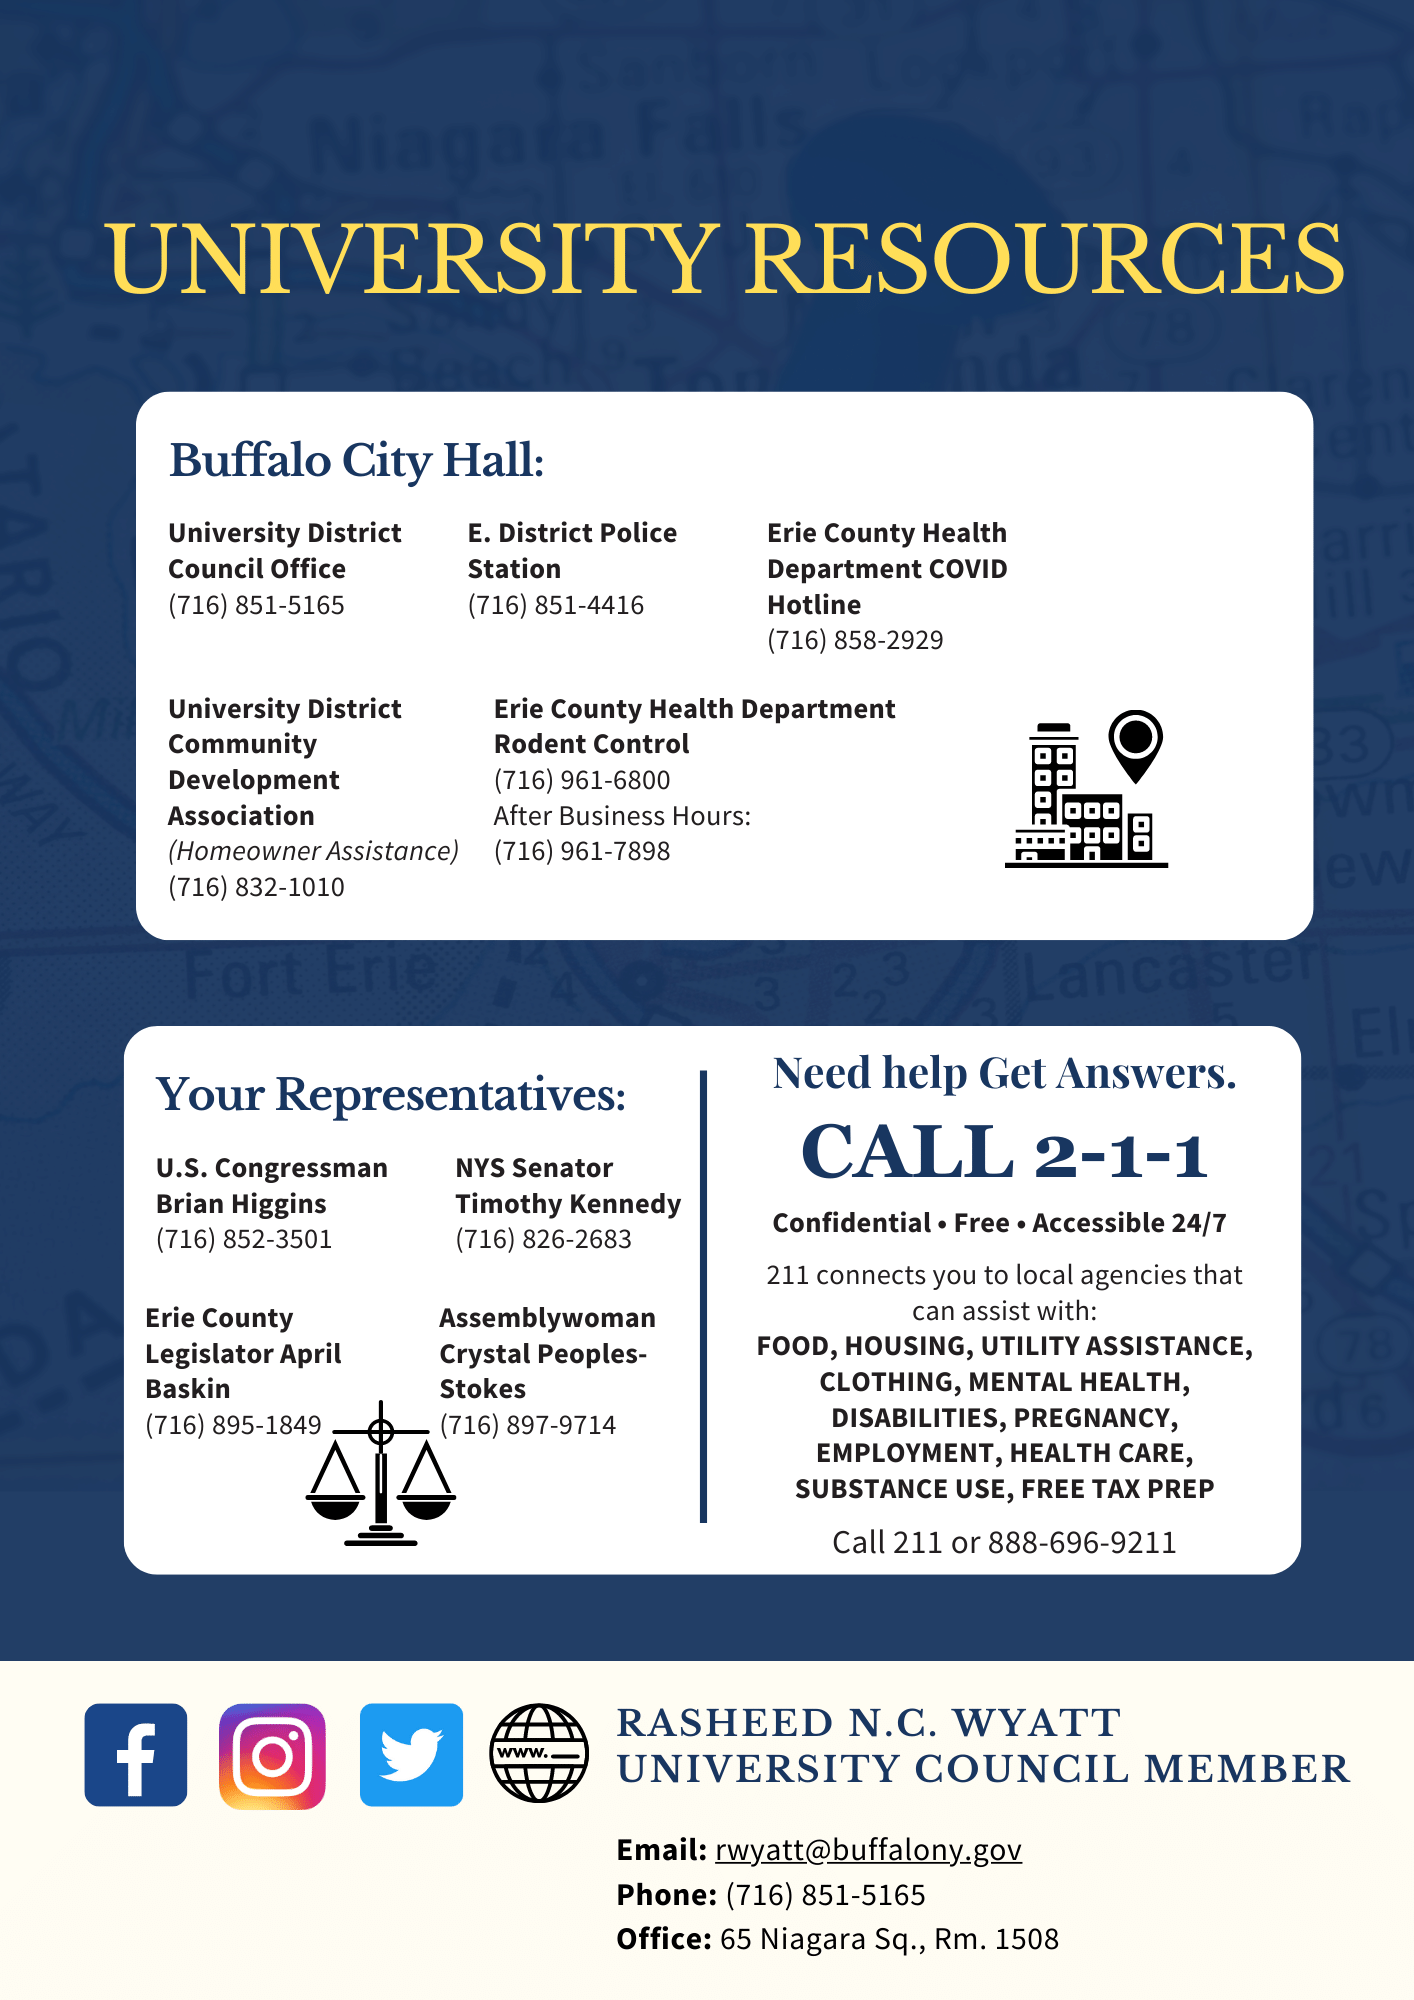 UNIVERSITY RESOURCES
Buffalo City Hall:
University District
Council Office
(716) 851-5165
E. District Police
Station
(716) 851-4416
Erie County Health
Department COVID
Hotline
(716) 858-2929
University District
Community
Development
Association
(Homeowner Assistance)
(716) 832-1010
Erie County Health Department
Rodent Control
(716) 961-6800
After Business Hours:
(716) 961-7898
Your Representatives:
U.S. Congressman
Brian Higgins
(716) 852-3501
NYS Senator
Timothy Kennedy
(716) 826-2683
Erie County
Legislator April
Baskin
(716) 895-1849
Assemblywoman
Crystal Peoples-
Stokes
(716) 897-9714
Need help Get Answers.
CALL 2-1-1
Confidential • Free • Accessible 24/7
211 connects you to local agencies that
can assist with:
FOOD, HOUSING, UTILITY ASSISTANCE,
CLOTHING, MENTAL HEALTH,
DISABILITIES, PREGNANCY,
EMPLOYMENT, HEALTH CARE,
SUBSTANCE USE, FREE TAX PREP
Call 211 or 888-696-9211
www.
RASHEED N.C. WYATT
UNIVERSITY COUNCIL MEMBER
Email: rwyatt@buffalony.gov
Phone: (716) 851-5165
Office: 65 Niagara Sq., Rm. 1508
Niagara Falls
Sanborn
Fort Erie
Lancaster